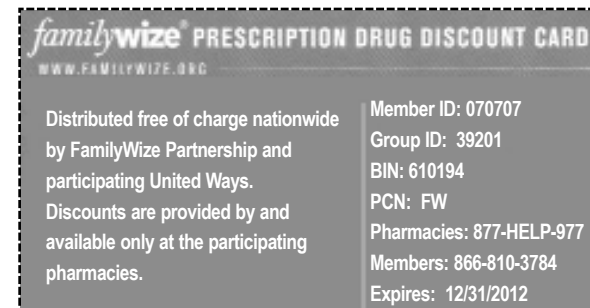 familywize® PRESCRIPTION DRUG DISCOUNT CARD
WWW.FAMILYWIZE.ORG
Distributed free of charge nationwide
by FamilyWize Partnership and
participating United Ways.
Discounts are provided by and
available only at the participating
pharmacies.
Member ID: 070707
Group ID: 39201
BIN: 610194
PCN: FW
Pharmacies: 877-HELP-977
Members: 866-810-3784
Expires: 12/31/2012